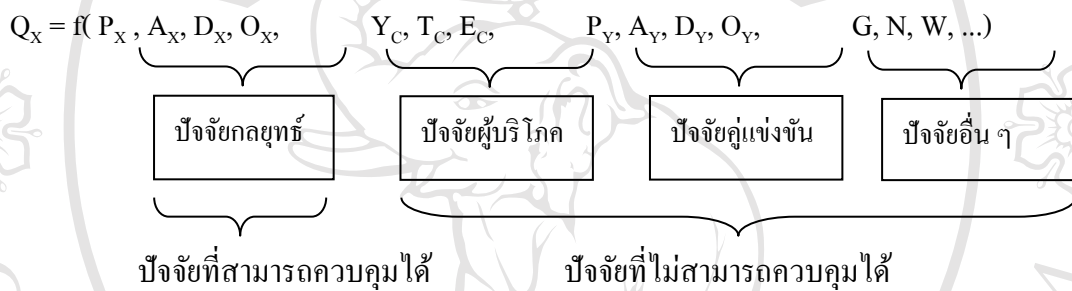 Q_X = f( P_X , A_X, D_X, O_X, Y_C, T_C, E_C, P_Y, A_Y, D_Y, O_Y, G, N, W, ...)
ปัจจัยกลยุทธ์ ปัจจัยผู้บริโภค ปัจจัยคู่แข่งขัน ปัจจัยอื่น ๆ
ปัจจัยที่สามารถควบคุมได้ ปัจจัยที่ไม่สามารถควบคุมได้